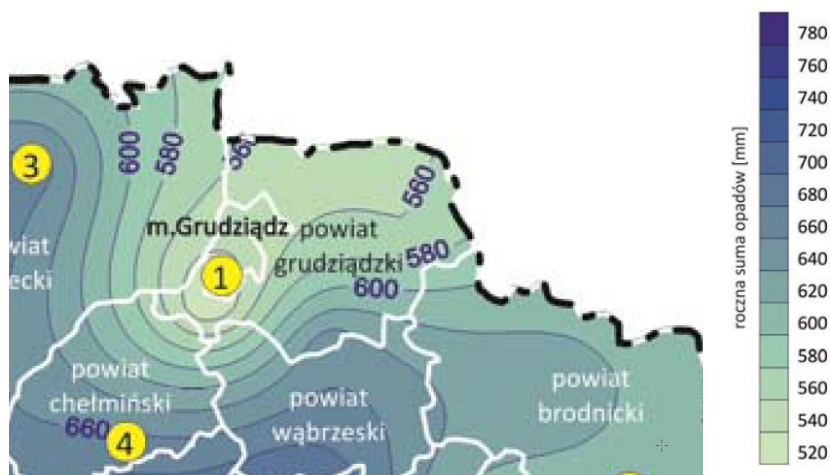 600
580
560
3
m.Grudziądz
powiat
grudziądzki
560
580
600
1
wiat
ecki
powiat
chełmiński
660
4
powiat
wąbrzeski
powiat
brodnicki
roczna suma opadów [mm]
780
760
740
720
700
680
660
640
620
600
580
560
540
520